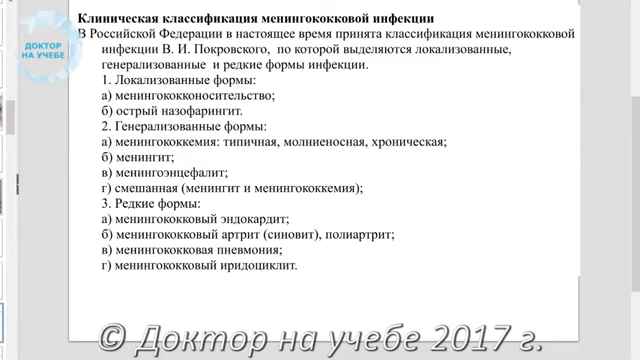 ДОКТОР
НА УЧЕБЕ
Клиническая классификация менингококковой инфекции
В Российской Федерации в настоящее время принята классификация менингококковой
инфекции В. И. Покровского, по которой выделяются локализованные,
генерализованные и редкие формы инфекции.
1. Локализованные формы:
а) менингококконосительство;
б) острый назофарингит.
2. Генерализованные формы:
а) менингококкемия: типичная, молниеносная, хроническая;
б) менингит;
в) менингоэнцефалит;
г) смешанная (менингит и менингококкемия);
3. Редкие формы:
а) менингококковый эндокардит;
б) менингококковый артрит (синовит), полиартрит;
в) менингококковая пневмония;
г) менингококковый иридоциклит.
© Доктор на учебе 2017 г.